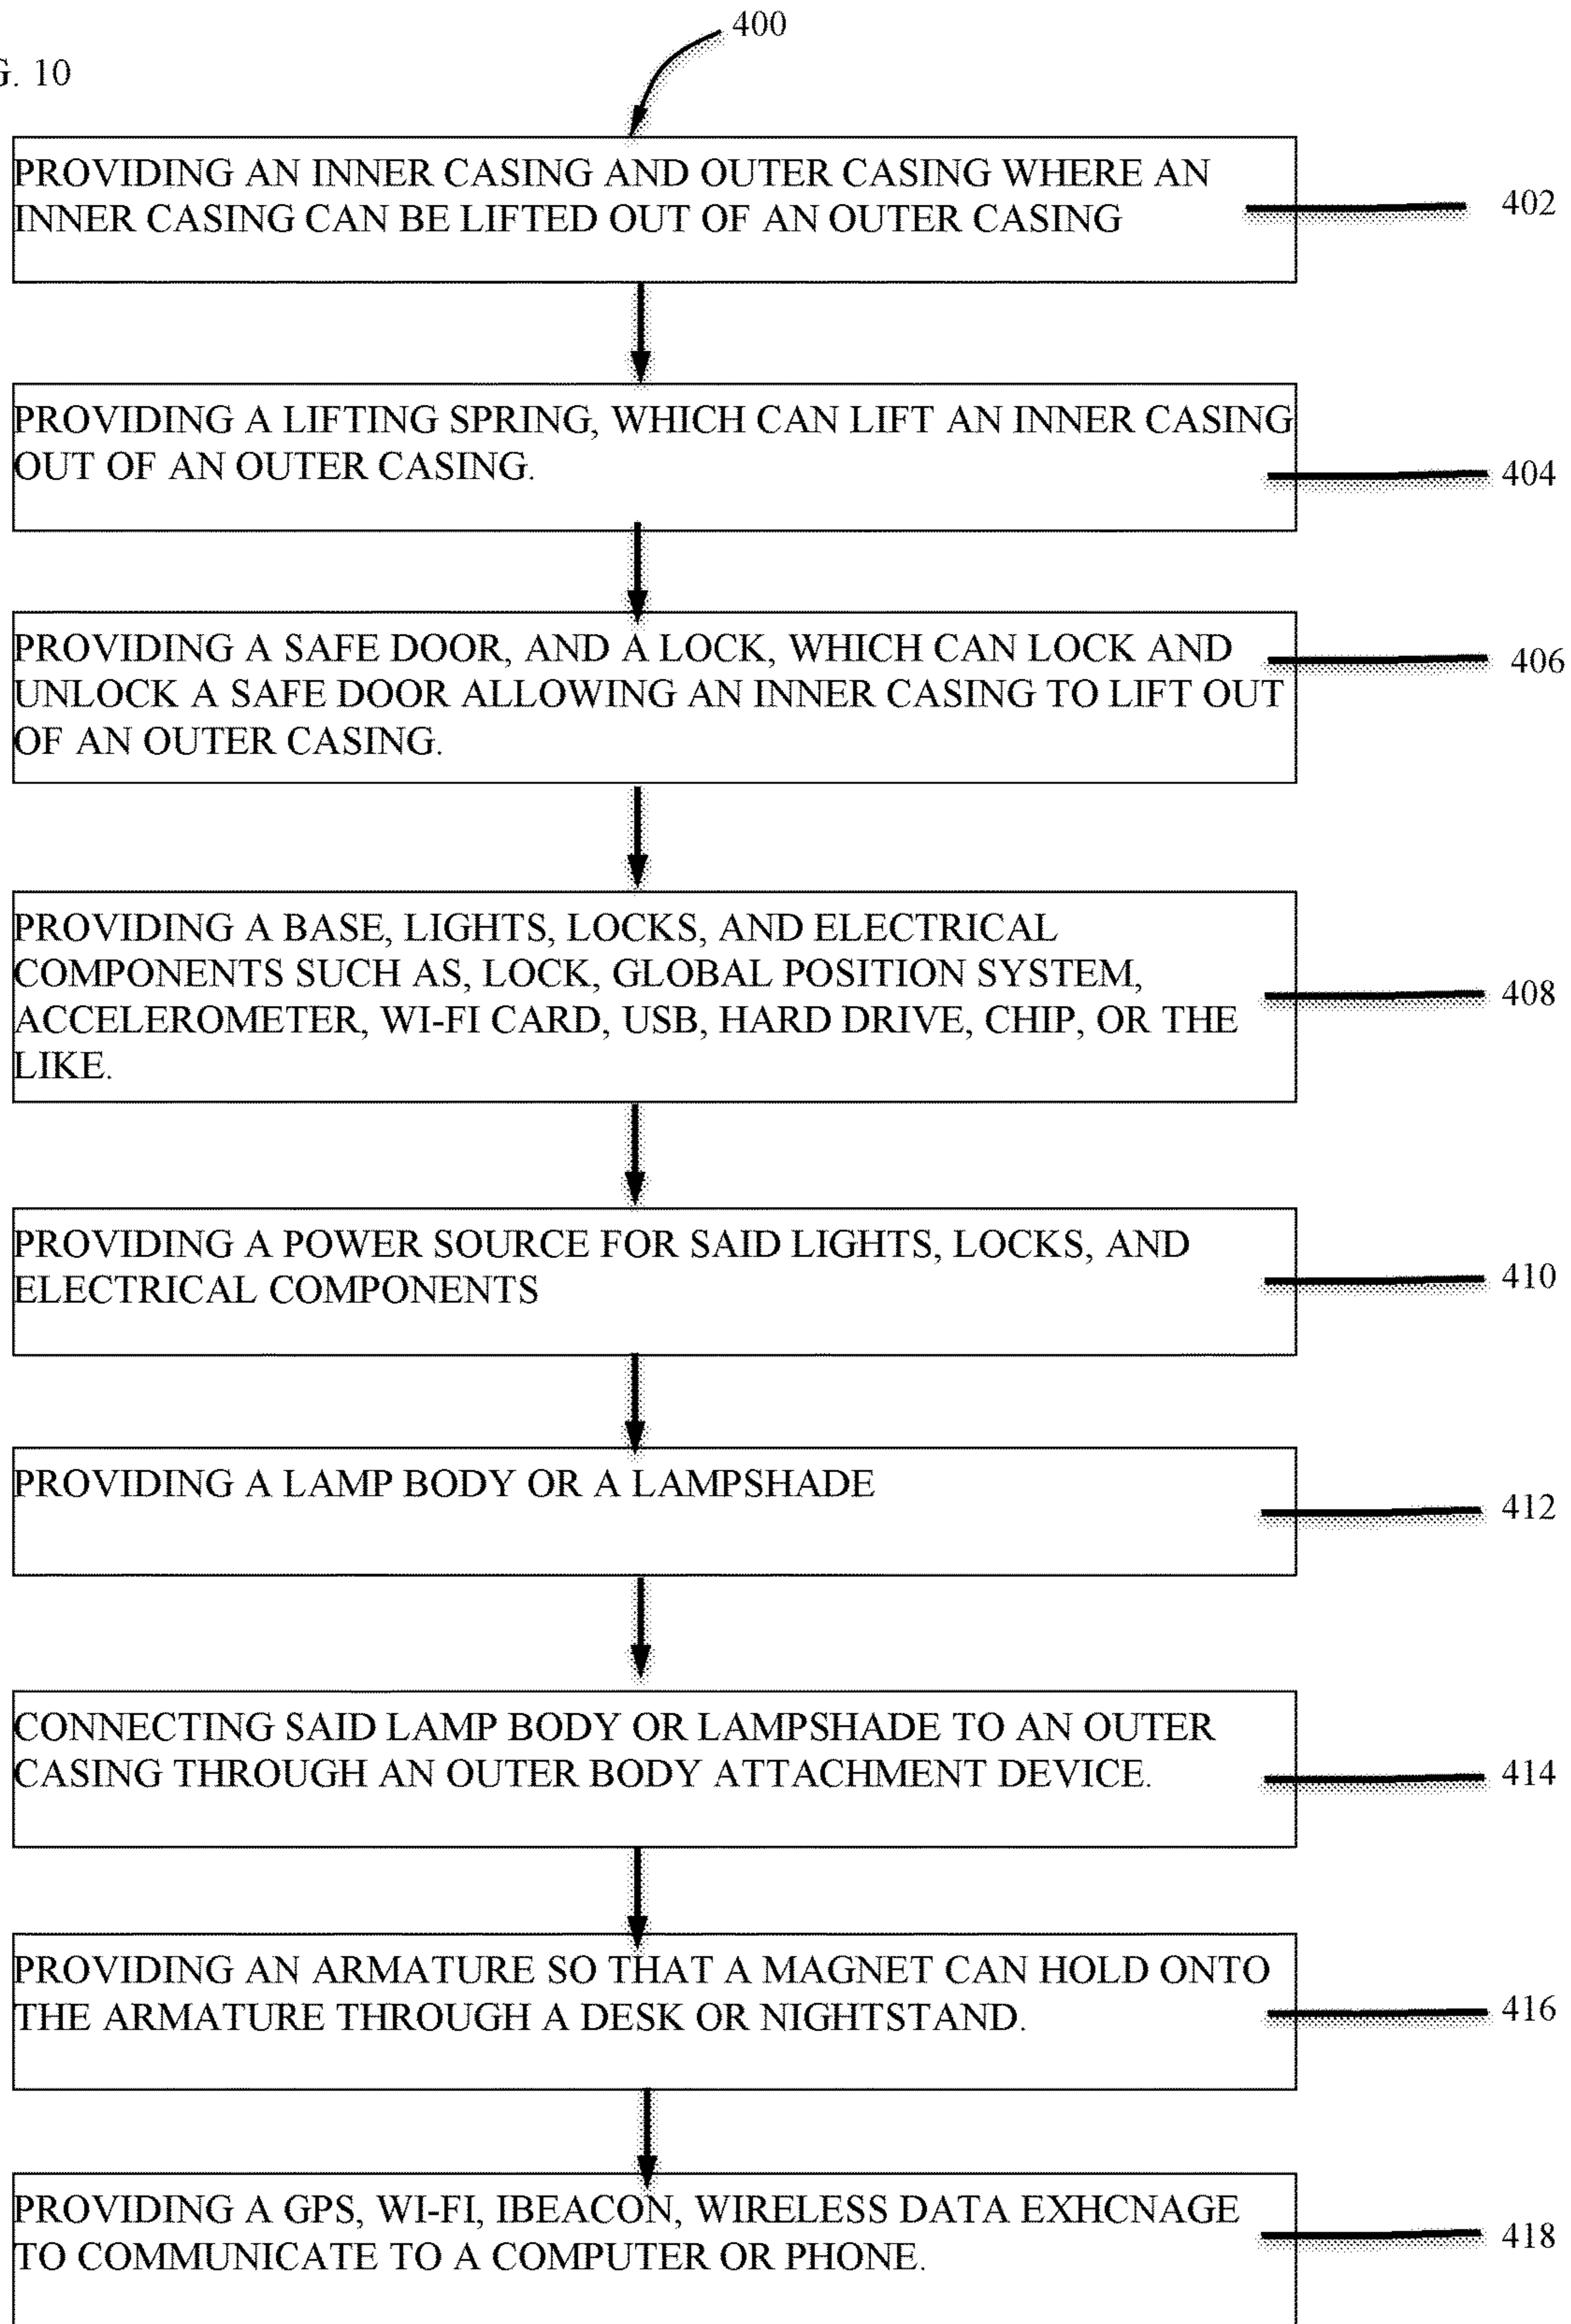 400
G. 10
PROVIDING AN INNER CASING AND OUTER CASING WHERE AN
INNER CASING CAN BE LIFTED OUT OF AN OUTER CASING
402
PROVIDING A LIFTING SPRING, WHICH CAN LIFT AN INNER CASING
OUT OF AN OUTER CASING.
404
PROVIDING A SAFE DOOR, AND A LOCK, WHICH CAN LOCK AND
UNLOCK A SAFE DOOR ALLOWING AN INNER CASING TO LIFT OUT
OF AN OUTER CASING.
406
PROVIDING A BASE, LIGHTS, LOCKS, AND ELECTRICAL
COMPONENTS SUCH AS, LOCK, GLOBAL POSITION SYSTEM,
ACCELEROMETER, WI-FI CARD, USB, HARD DRIVE, CHIP, OR THE
LIKE.
408
PROVIDING A POWER SOURCE FOR SAID LIGHTS, LOCKS, AND
ELECTRICAL COMPONENTS
410
PROVIDING A LAMP BODY OR A LAMPSHADE
412
CONNECTING SAID LAMP BODY OR LAMPSHADE TO AN OUTER
CASING THROUGH AN OUTER BODY ATTACHMENT DEVICE.
414
PROVIDING AN ARMATURE SO THAT A MAGNET CAN HOLD ONTO
THE ARMATURE THROUGH A DESK OR NIGHTSTAND.
416
PROVIDING A GPS, WI-FI, IBEACON, WIRELESS DATA EXHCNAGE
TO COMMUNICATE TO A COMPUTER OR PHONE.
418